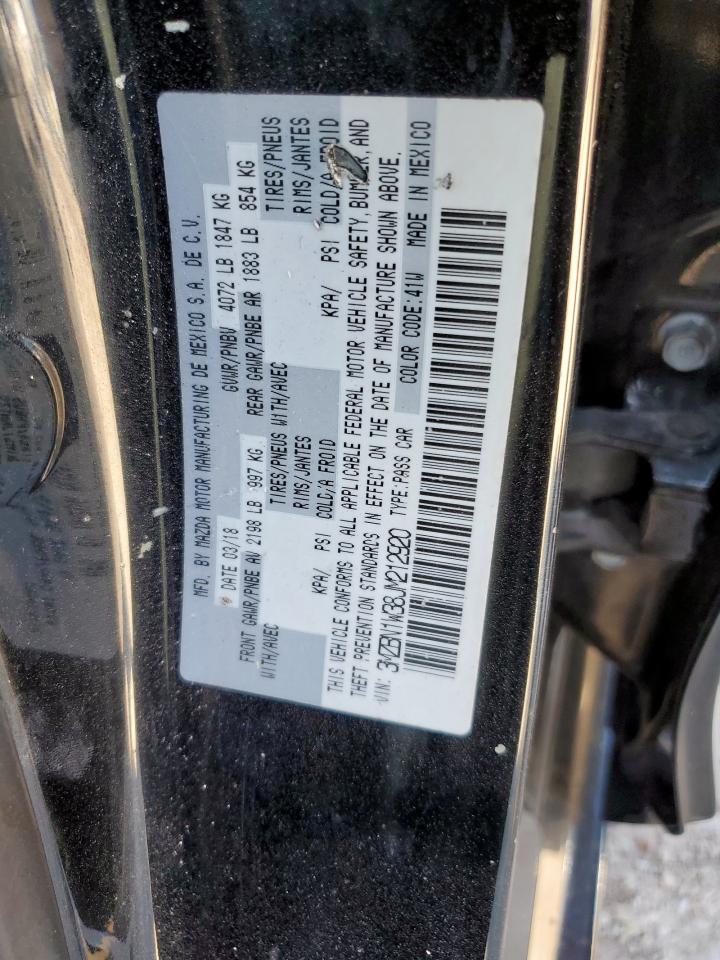 MFD. BY MAZDA MOTOR MANUFACTURING DE MEXICO S.A. DE C.V.
DATE 03/18 GVWR/PNBV 4072 LB 1847 KG
FRONT GAWR/PNBE AV 2198 LB 997 KG REAR GAWR/PNBE AR 1883 LB 854 KG
WITH/AVEC TIRES/PNEUS WITH/AVEC TIRES/PNEUS
RIMS/JANTES RIMS/JANTES
KPA/ PSI COLD/A FROID KPA/ PSI COLD/A FROID
THIS VEHICLE CONFORMS TO ALL APPLICABLE FEDERAL MOTOR VEHICLE SAFETY, BUMPER, AND
THEFT PREVENTION STANDARDS IN EFFECT ON THE DATE OF MANUFACTURE SHOWN ABOVE.
VIN: 3MZBN1W38JM212920 TYPE:PASS CAR COLOR CODE:41W MADE IN MEXICO